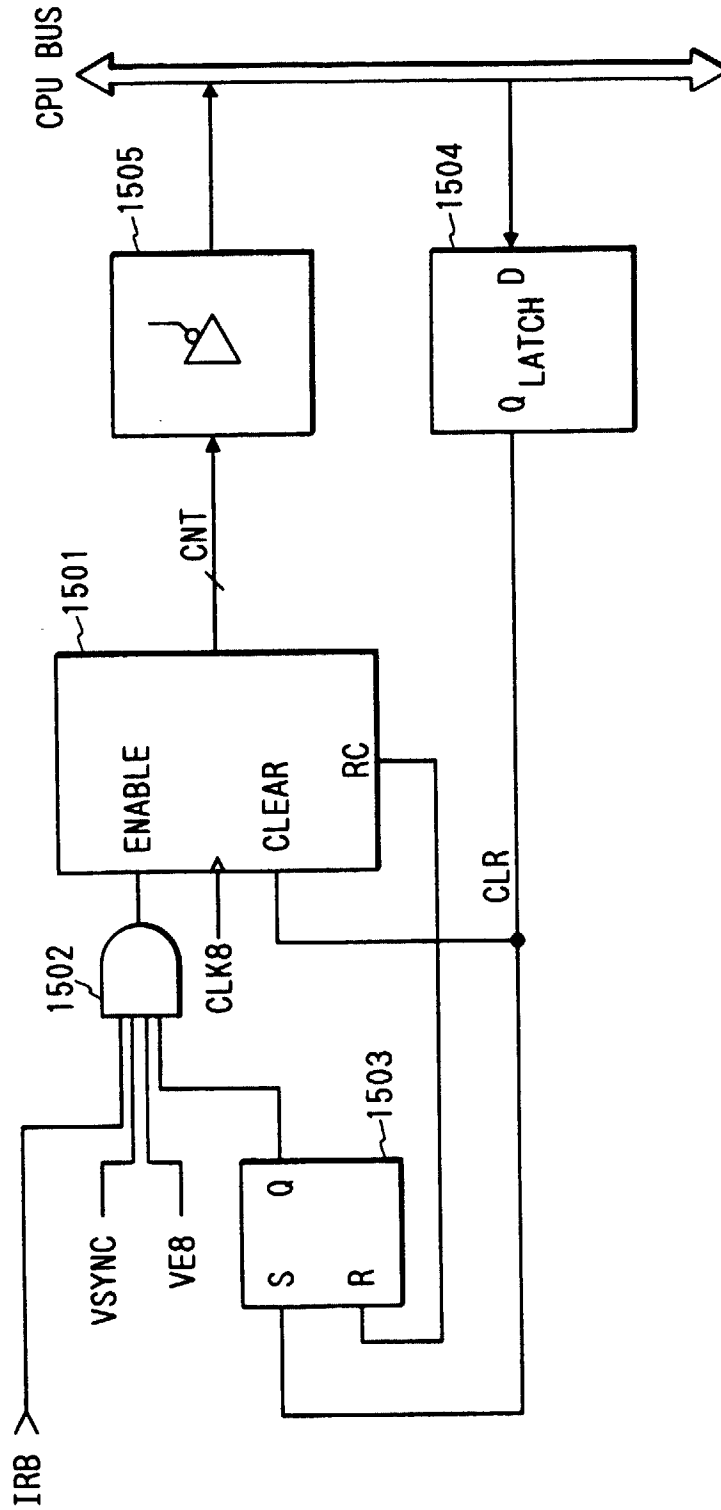 IRB
VSYNC
VE8
1502
CLK8
ENABLE
CLEAR
RC
1501
CNT
1505
CPU BUS
S
Q
R
1503
CLR
Q
LATCH
D
1504